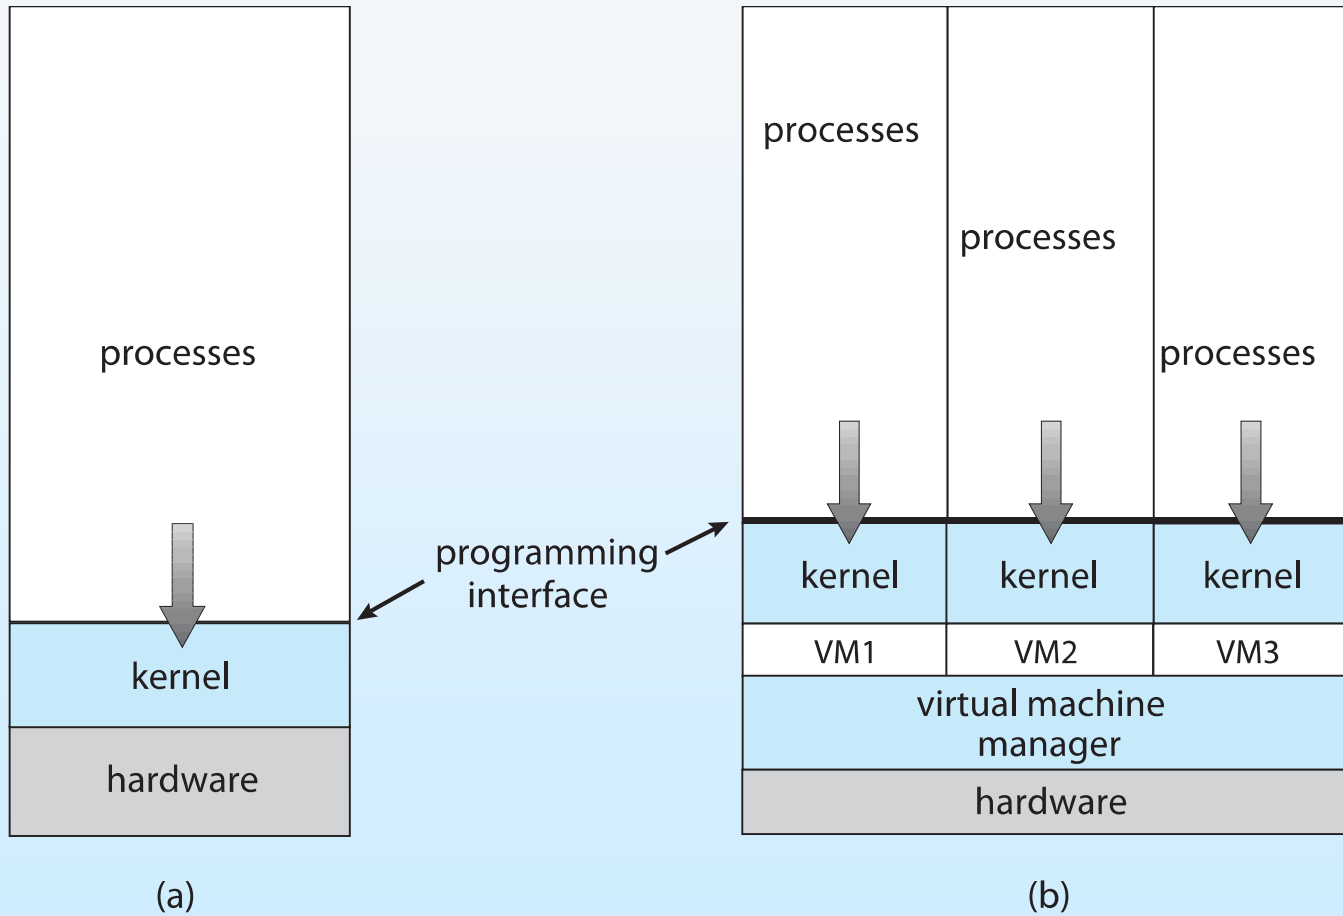 processes
kernel
hardware
(a)
programming
interface
processes
processes
processes
kernel
kernel
kernel
VM1
VM2
VM3
virtual machine
manager
hardware
(b)